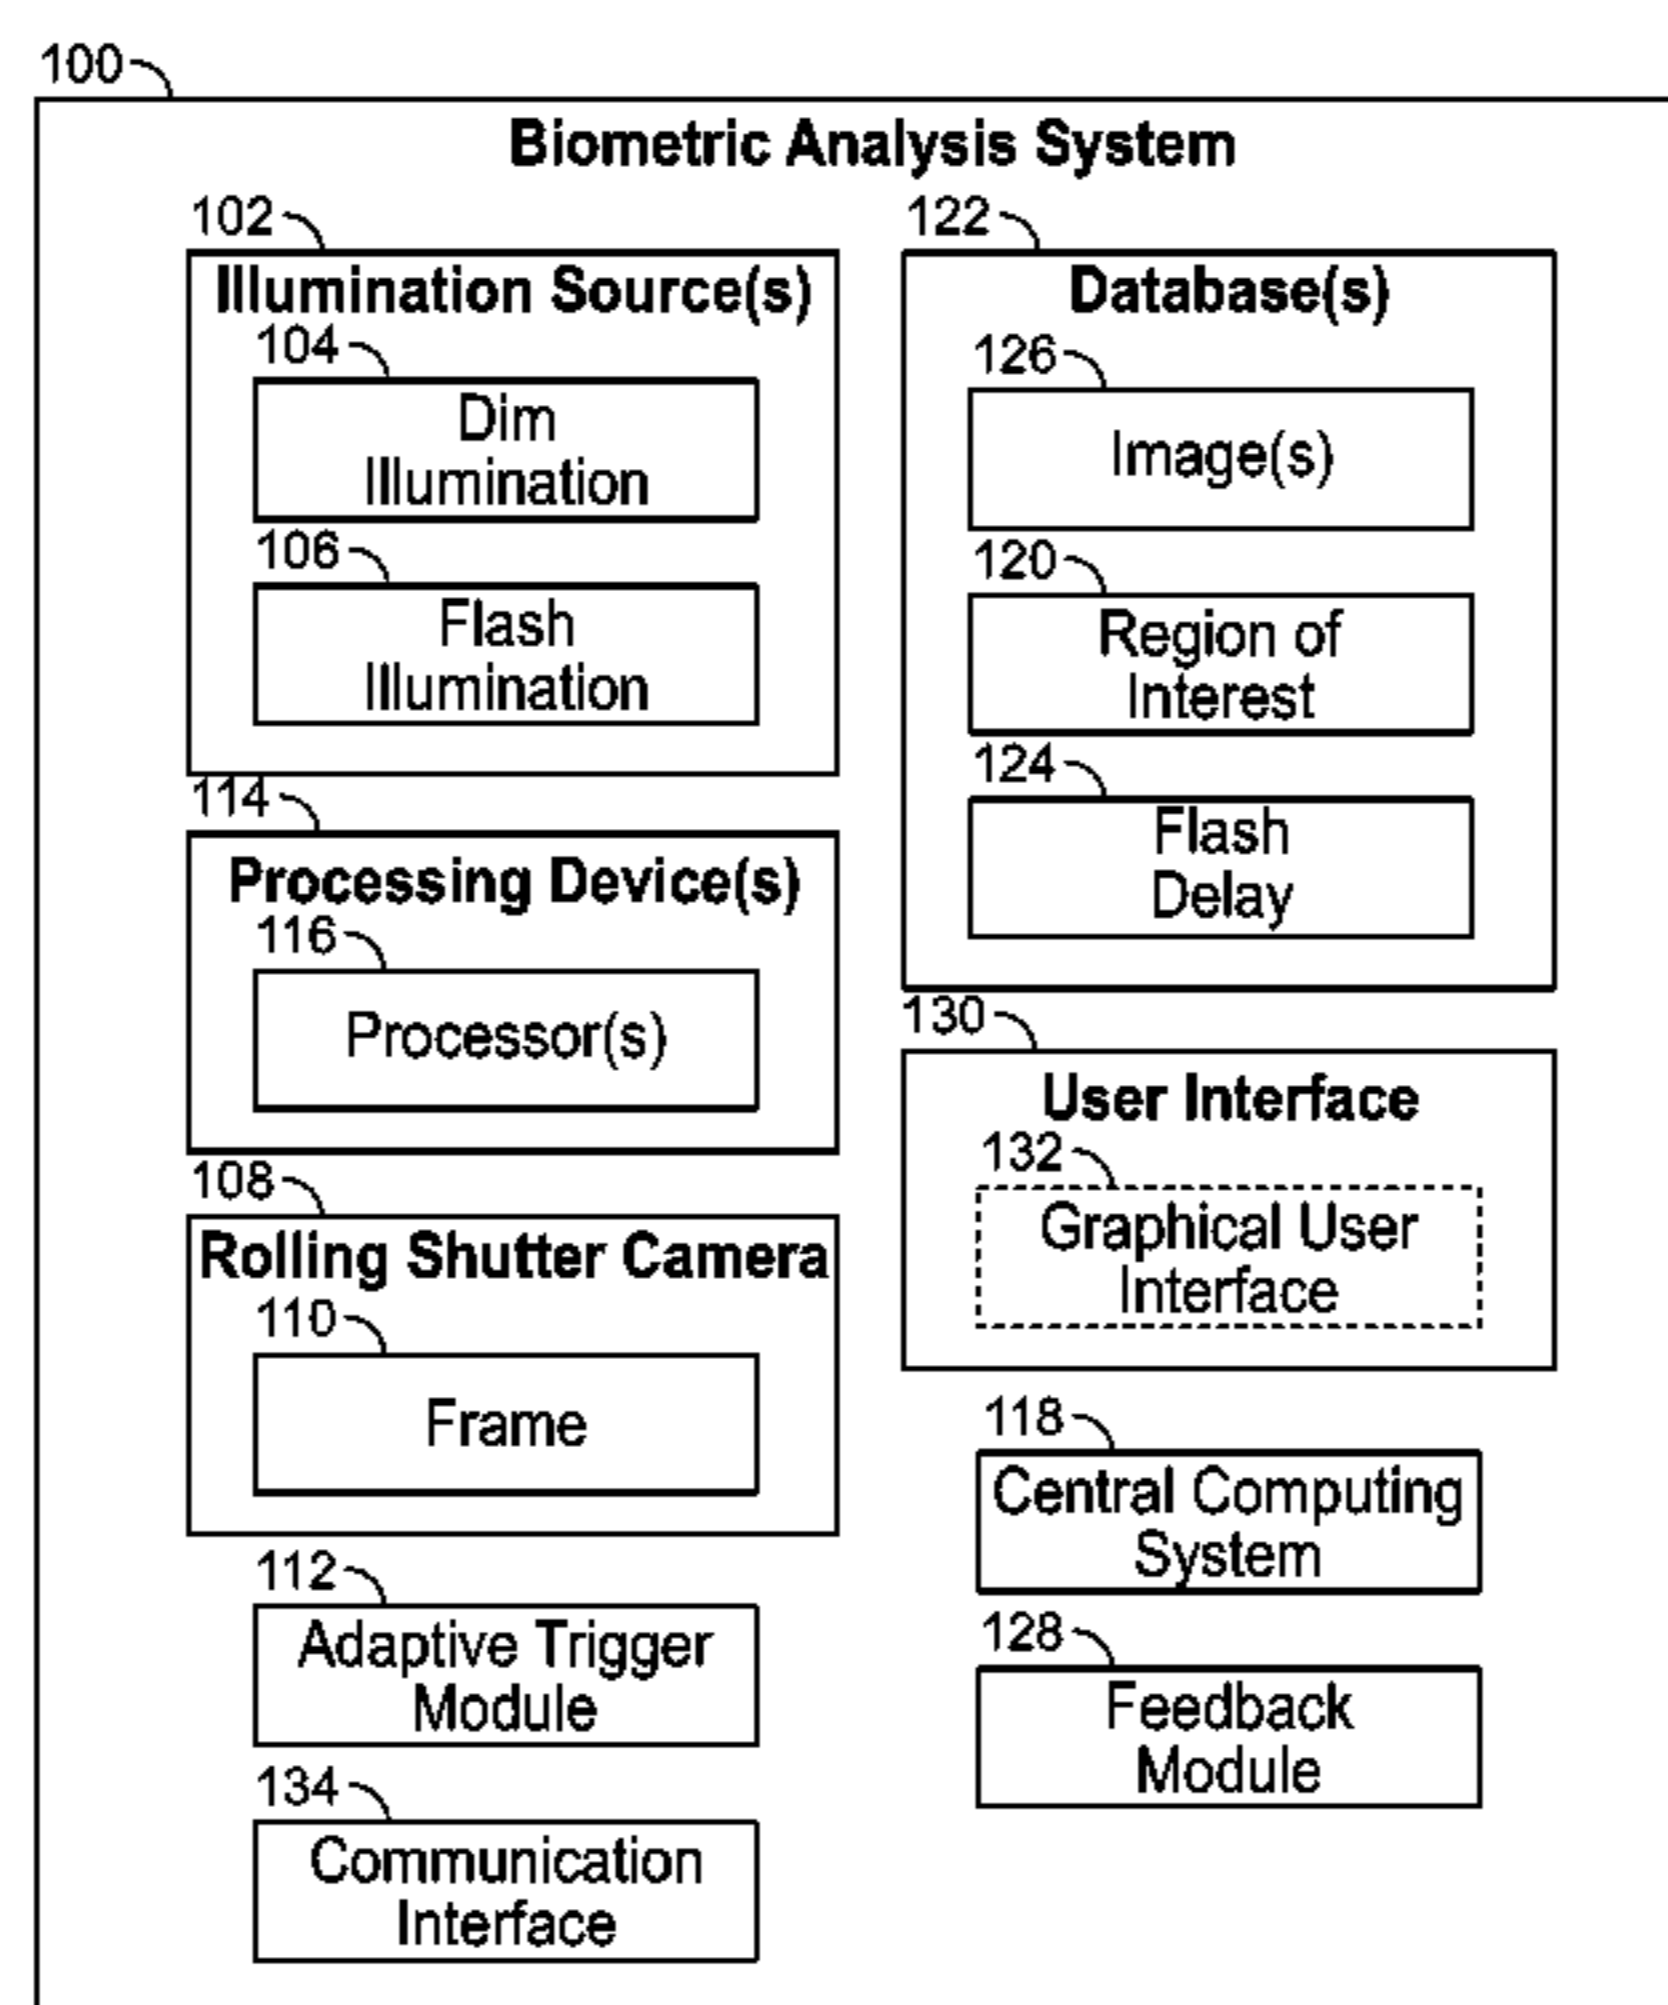 100
Biometric Analysis System
102
Illumination Source(s)
104
Dim
Illumination
106
Flash
Illumination
114
Processing Device(s)
116
Processor(s)
108
Rolling Shutter Camera
110
Frame
112
Adaptive Trigger
Module
134
Communication
Interface
122
Database(s)
126
Image(s)
120
Region of
Interest
124
Flash
Delay
130
User Interface
132
Graphical User
Interface
118
Central Computing
System
128
Feedback
Module